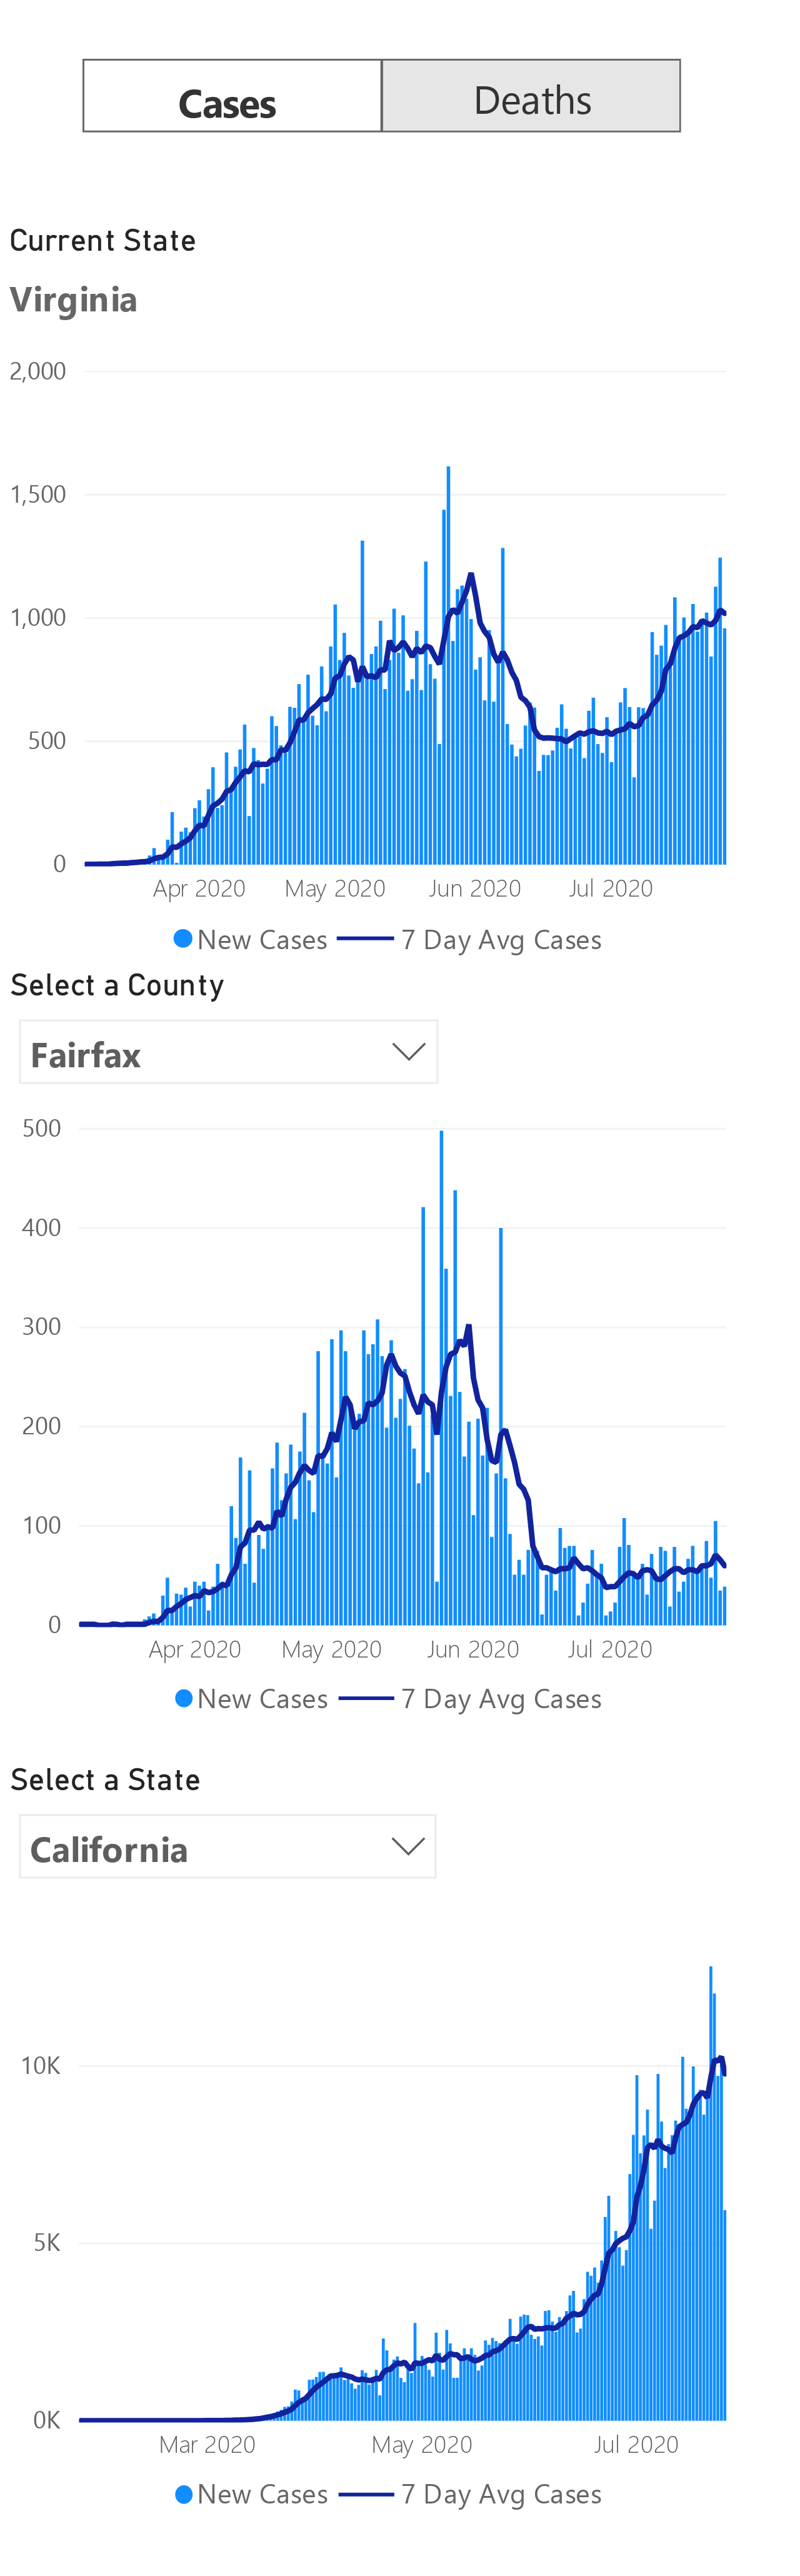 Cases Deaths
Current State
Virginia
2,000
1,500
1,000
500
0
Apr 2020 May 2020 Jun 2020 Jul 2020
New Cases 7 Day Avg Cases
Select a County
Fairfax
500
400
300
200
100
0
Apr 2020 May 2020 Jun 2020 Jul 2020
New Cases 7 Day Avg Cases
Select a State
California
10K
5K
0K
Mar 2020 May 2020 Jul 2020
New Cases 7 Day Avg Cases